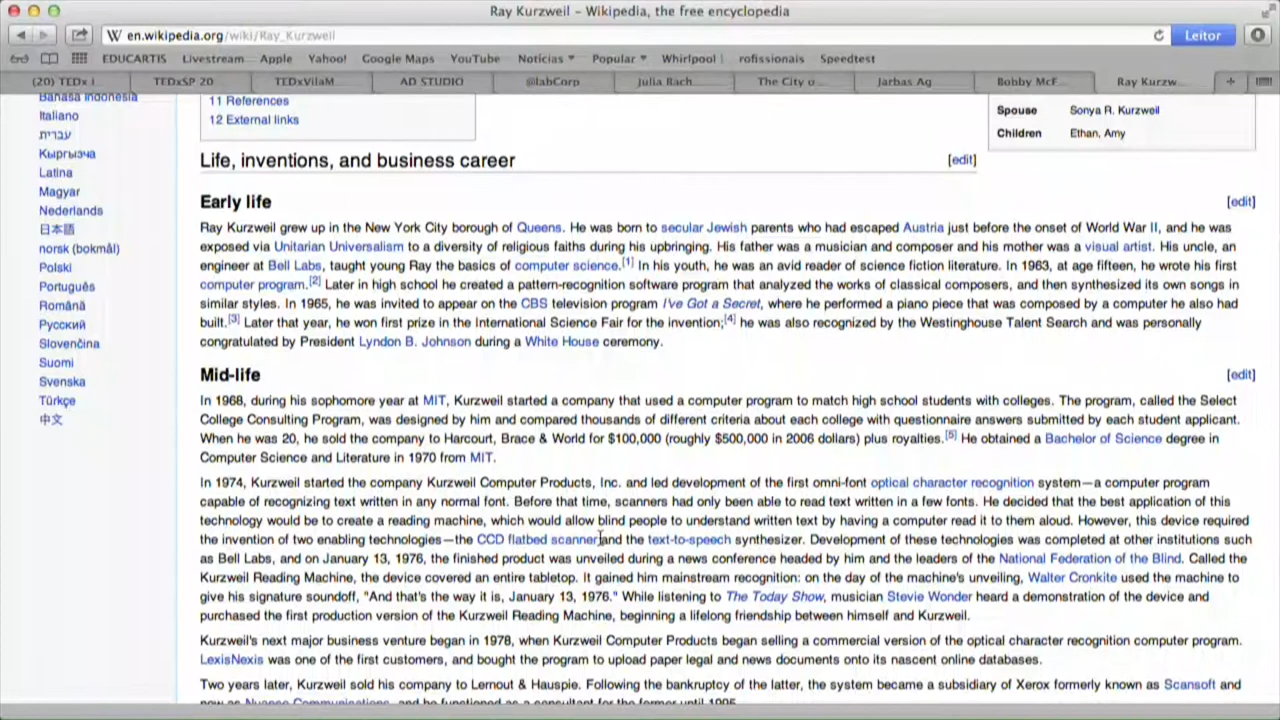 Ray Kurzweil – Wikipedia, the free encyclopedia
en.wikipedia.org/wiki/Ray_Kurzweil
Leitor
EDUCARTIS Livestream Apple Yahoo! Google Maps YouTube Notícias Popular Whirlpool rofissionais Speedtest
(20) TEDx TEDxSP 20 TEDxVilaM AD STUDIO @labCorp Julia Bach... The City o... Jarbas Ag Bobby McF... Ray Kurzw...
Bahasa Indonesia
Italiano
עברית
Кыргызча
Latina
Magyar
Nederlands
日本語
norsk (bokmål)
Polski
Português
Română
Русский
Slovenčina
Suomi
Svenska
Türkçe
中文
11 References
12 External links
Spouse Sonya R. Kurzweil
Children Ethan, Amy
Life, inventions, and business career [edit]
Early life [edit]
Ray Kurzweil grew up in the New York City borough of Queens. He was born to secular Jewish parents who had escaped Austria just before the onset of World War II, and he was
exposed via Unitarian Universalism to a diversity of religious faiths during his upbringing. His father was a musician and composer and his mother was a visual artist. His uncle, an
engineer at Bell Labs, taught young Ray the basics of computer science.[1] In his youth, he was an avid reader of science fiction literature. In 1963, at age fifteen, he wrote his first
computer program.[2] Later in high school he created a pattern-recognition software program that analyzed the works of classical composers, and then synthesized its own songs in
similar styles. In 1965, he was invited to appear on the CBS television program I've Got a Secret, where he performed a piano piece that was composed by a computer he also had
built.[3] Later that year, he won first prize in the International Science Fair for the invention;[4] he was also recognized by the Westinghouse Talent Search and was personally
congratulated by President Lyndon B. Johnson during a White House ceremony.
Mid-life [edit]
In 1968, during his sophomore year at MIT, Kurzweil started a company that used a computer program to match high school students with colleges. The program, called the Select
College Consulting Program, was designed by him and compared thousands of different criteria about each college with questionnaire answers submitted by each student applicant.
When he was 20, he sold the company to Harcourt, Brace & World for $100,000 (roughly $500,000 in 2006 dollars) plus royalties.[5] He obtained a Bachelor of Science degree in
Computer Science and Literature in 1970 from MIT.
In 1974, Kurzweil started the company Kurzweil Computer Products, Inc. and led development of the first omni-font optical character recognition system—a computer program
capable of recognizing text written in any normal font. Before that time, scanners had only been able to read text written in a few fonts. He decided that the best application of this
technology would be to create a reading machine, which would allow blind people to understand written text by having a computer read it to them aloud. However, this device required
the invention of two enabling technologies—the CCD flatbed scanner and the text-to-speech synthesizer. Development of these technologies was completed at other institutions such
as Bell Labs, and on January 13, 1976, the finished product was unveiled during a news conference headed by him and the leaders of the National Federation of the Blind. Called the
Kurzweil Reading Machine, the device covered an entire tabletop. It gained him mainstream recognition: on the day of the machine's unveiling, Walter Cronkite used the machine to
give his signature soundoff, "And that's the way it is, January 13, 1976." While listening to The Today Show, musician Stevie Wonder heard a demonstration of the device and
purchased the first production version of the Kurzweil Reading Machine, beginning a lifelong friendship between himself and Kurzweil.
Kurzweil's next major business venture began in 1978, when Kurzweil Computer Products began selling a commercial version of the optical character recognition computer program.
LexisNexis was one of the first customers, and bought the program to upload paper legal and news documents onto its nascent online databases.
Two years later, Kurzweil sold his company to Lernout & Hauspie. Following the bankruptcy of the latter, the system became a subsidiary of Xerox formerly known as Scansoft and
now as Nuance Communications, and he functioned as a consultant for the former until 1995.